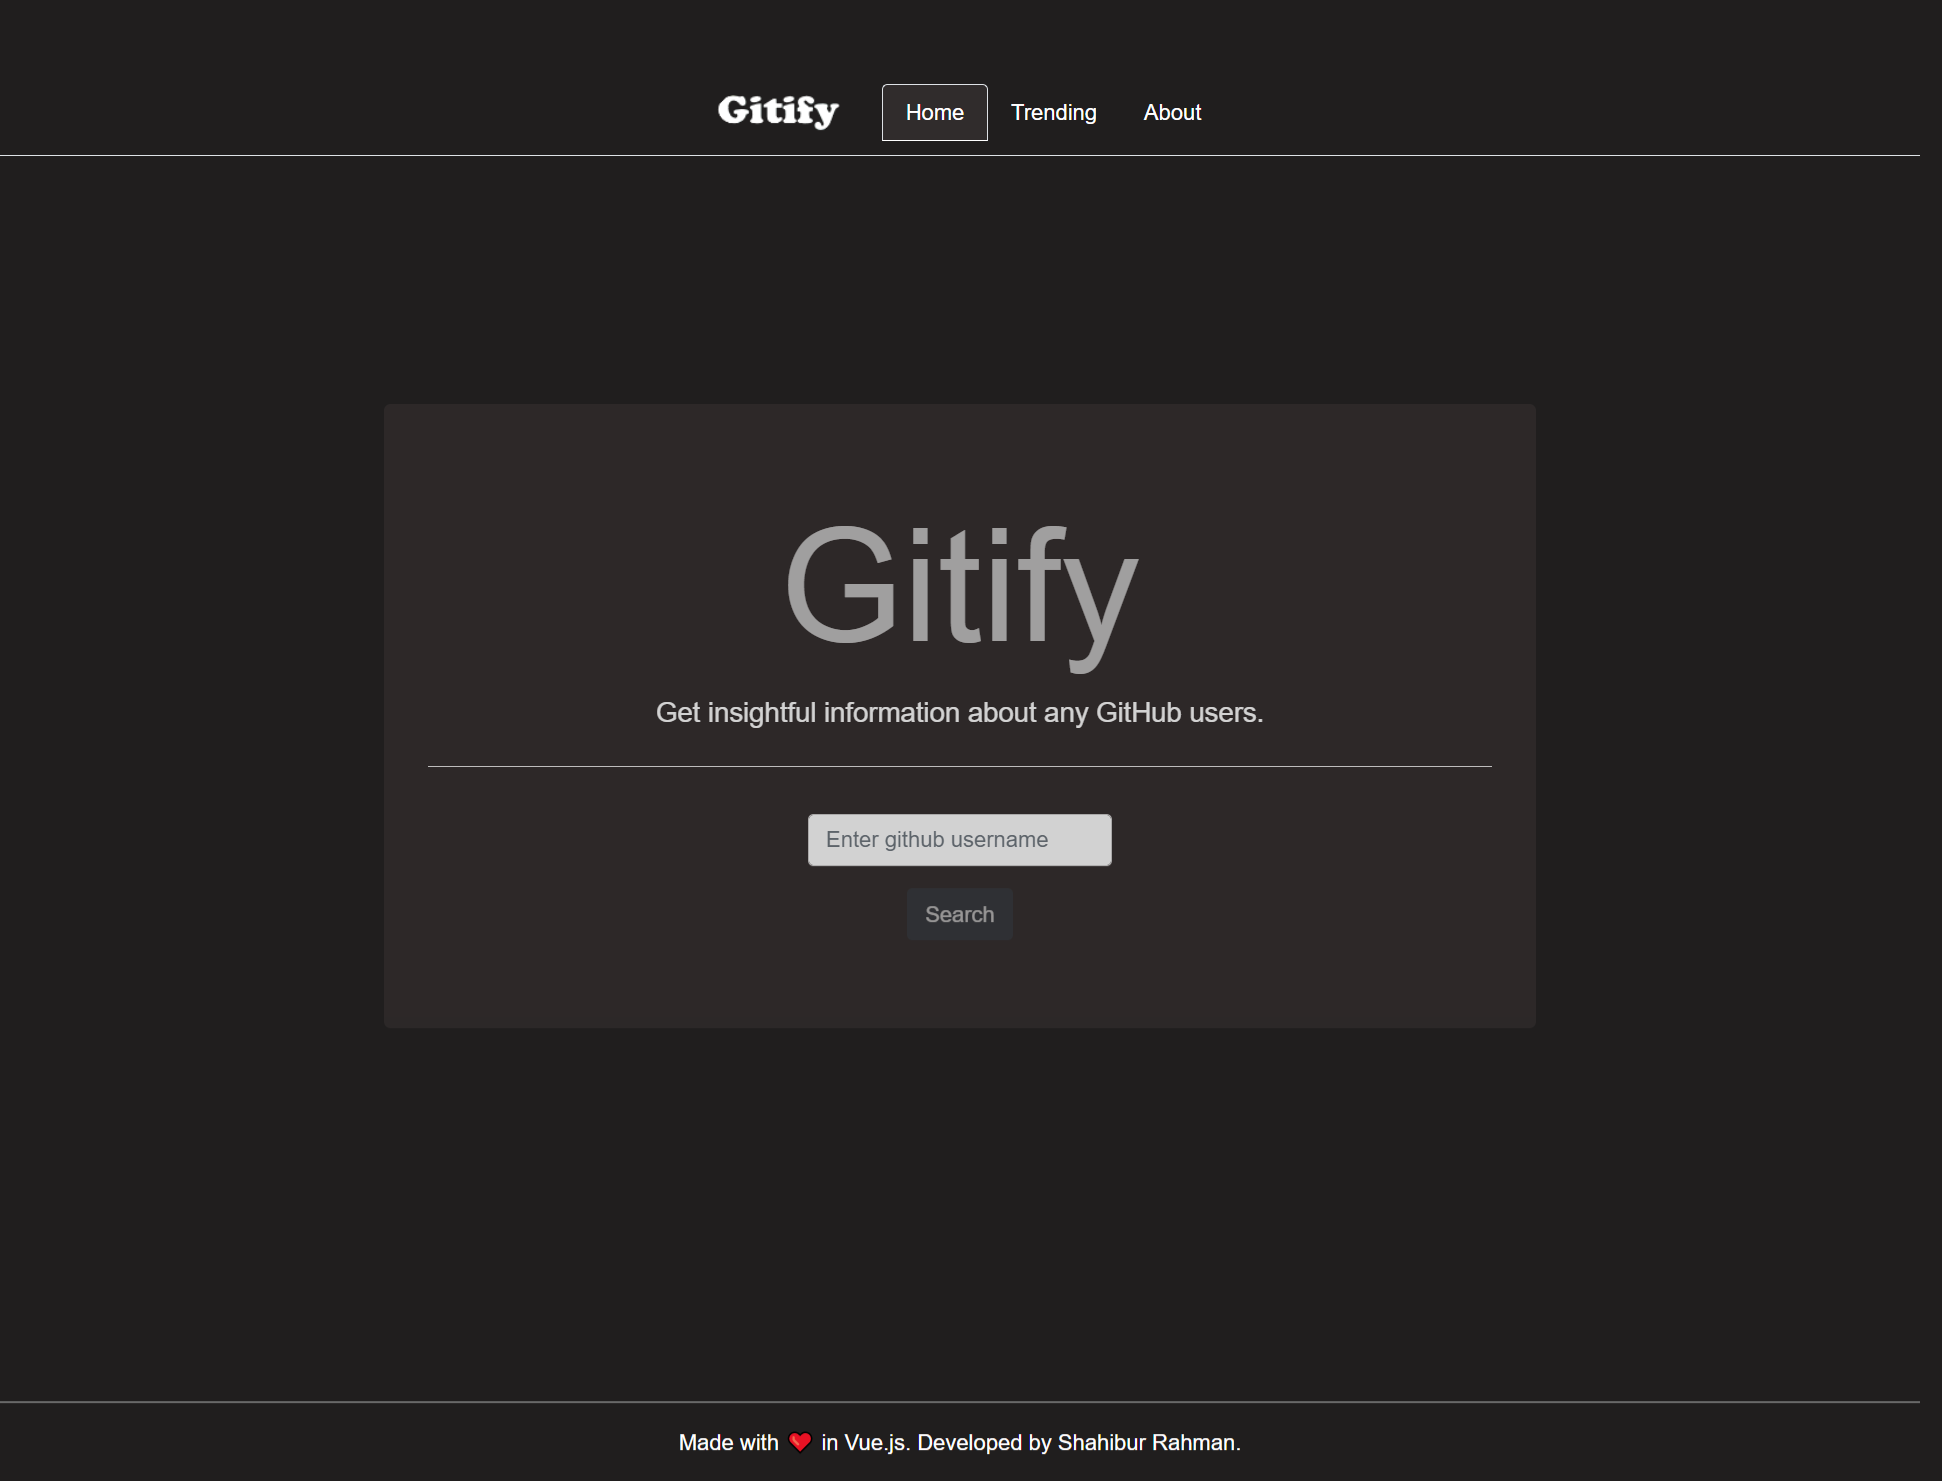 Gitify Home Trending About
Gitify
Get insightful information about any GitHub users.
Enter github username
Search
Made with ❤️ in Vue.js. Developed by Shahibur Rahman.